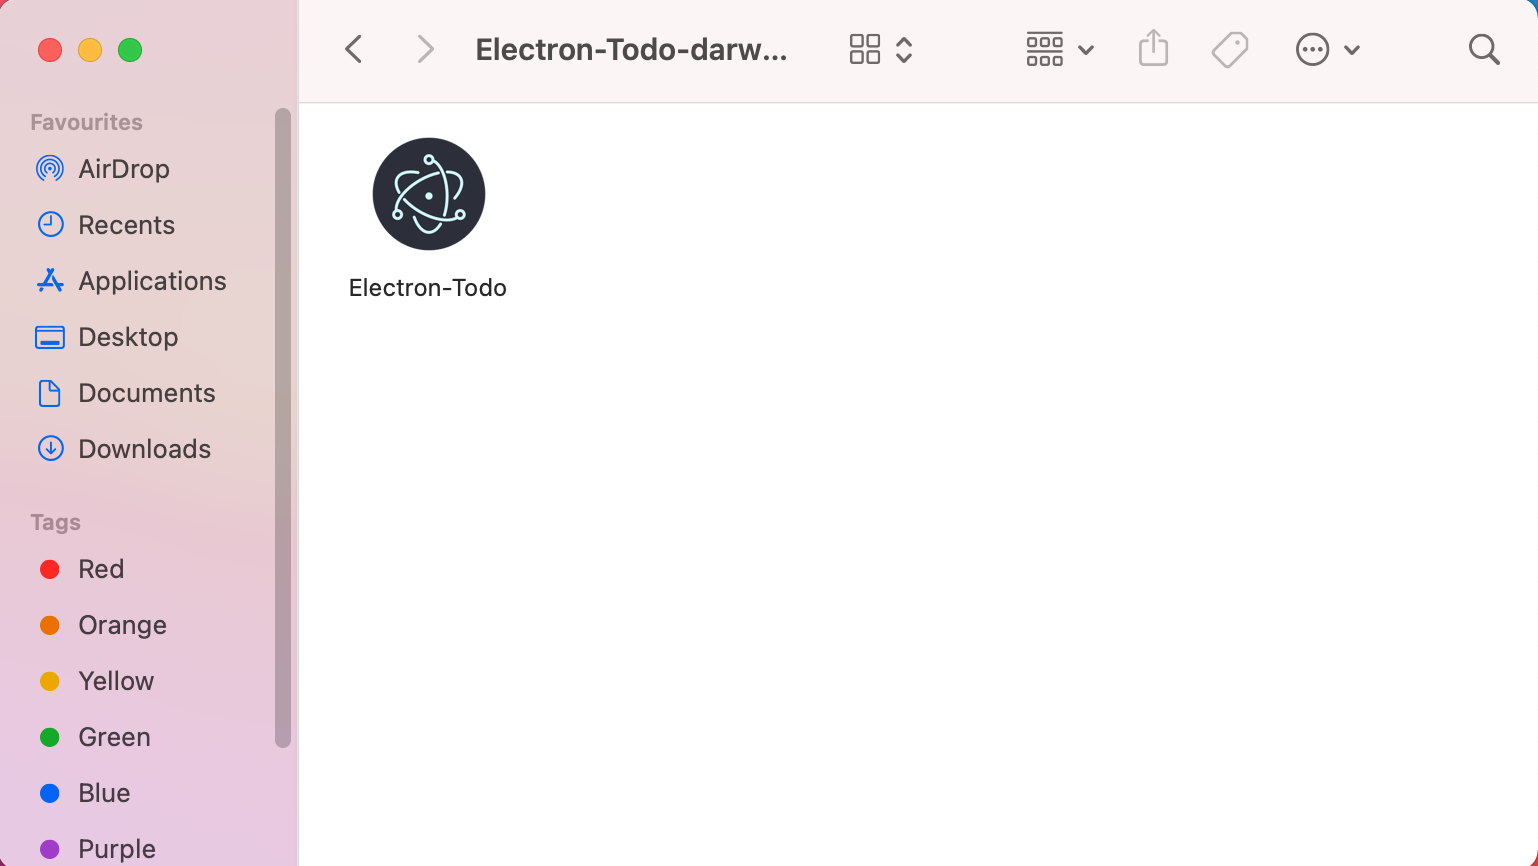 Electron-Todo-darw...
Favourites
AirDrop
Recents
Applications
Desktop
Documents
Downloads
Tags
Red
Orange
Yellow
Green
Blue
Purple
Electron-Todo